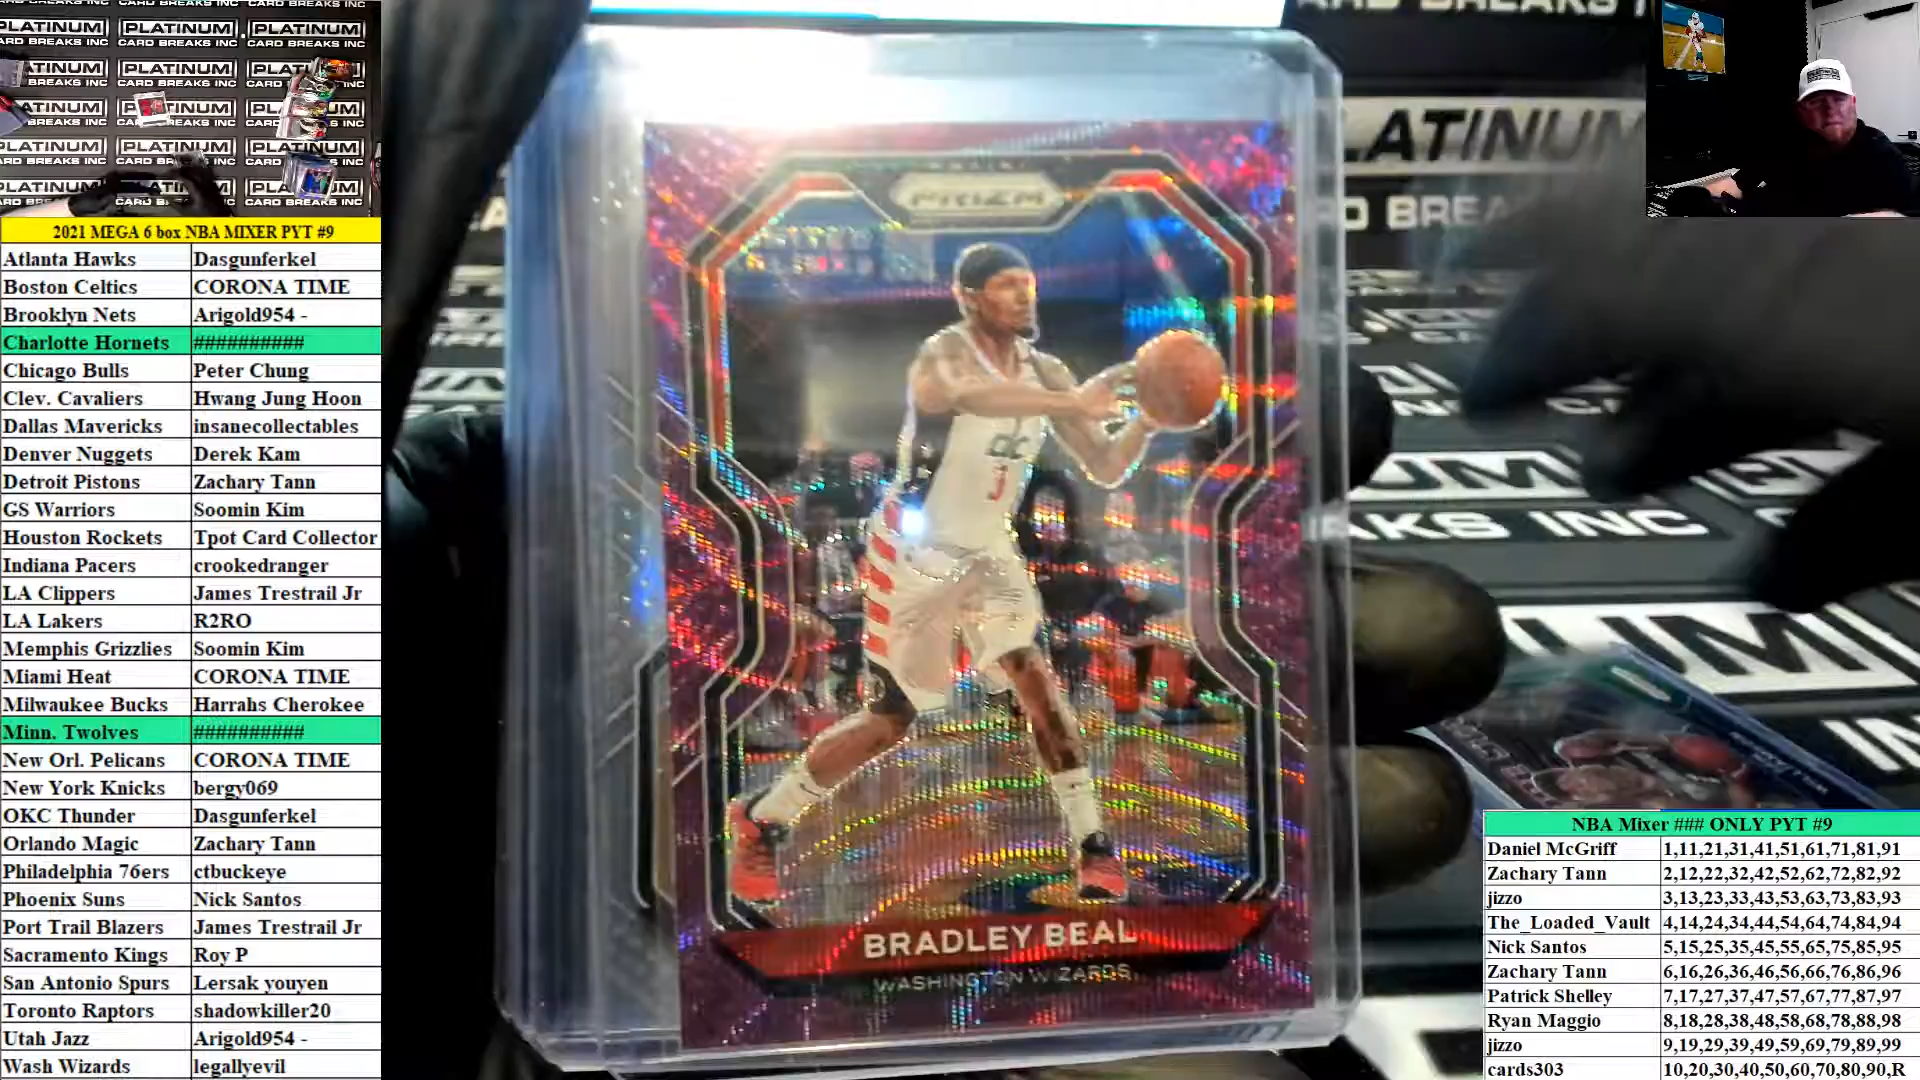 PLATINUM PLATINUM PLATINUM
CARD BREAKS INC CARD BREAKS INC CARD BREAKS INC
2021 MEGA 6 box NBA MIXER PYT #9
Atlanta Hawks Dasgunferkel
Boston Celtics CORONA TIME
Brooklyn Nets Arigold954 -
Charlotte Hornets ##########
Chicago Bulls Peter Chung
Clev. Cavaliers Hwang Jung Hoon
Dallas Mavericks insanecollectables
Denver Nuggets Derek Kam
Detroit Pistons Zachary Tann
GS Warriors Soomin Kim
Houston Rockets Tpot Card Collector
Indiana Pacers crookedranger
LA Clippers James Trestrail Jr
LA Lakers R2RO
Memphis Grizzlies Soomin Kim
Miami Heat CORONA TIME
Milwaukee Bucks Harrahs Cherokee
Minn. Twolves ##########
New Orl. Pelicans CORONA TIME
New York Knicks bergy069
OKC Thunder Dasgunferkel
Orlando Magic Zachary Tann
Philadelphia 76ers ctbuckeye
Phoenix Suns Nick Santos
Port Trail Blazers James Trestrail Jr
Sacramento Kings Roy P
San Antonio Spurs Lersak youyen
Toronto Raptors shadowkiller20
Utah Jazz Arigold954 -
Wash Wizards legallyevil
PRIZM
BRADLEY BEAL
WASHINGTON WIZARDS
NBA Mixer ### ONLY PYT #9
Daniel McGriff 1,11,21,31,41,51,61,71,81,91
Zachary Tann 2,12,22,32,42,52,62,72,82,92
jizzo 3,13,23,33,43,53,63,73,83,93
The_Loaded_Vault 4,14,24,34,44,54,64,74,84,94
Nick Santos 5,15,25,35,45,55,65,75,85,95
Zachary Tann 6,16,26,36,46,56,66,76,86,96
Patrick Shelley 7,17,27,37,47,57,67,77,87,97
Ryan Maggio 8,18,28,38,48,58,68,78,88,98
jizzo 9,19,29,39,49,59,69,79,89,99
cards303 10,20,30,40,50,60,70,80,90,R